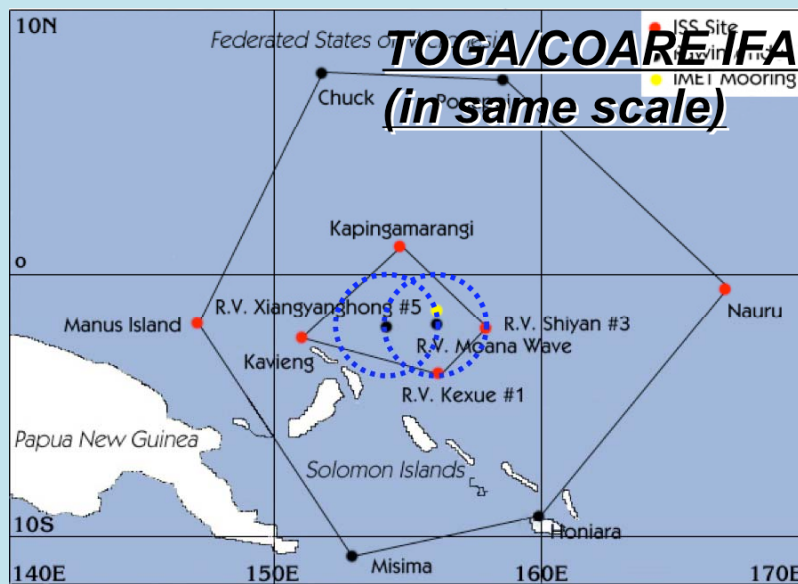 10N
Federated States of
TOGA/COARE IFA
ISS Site
IMET Mooring
(in same scale)
Chuck
Kapingamarangi
0
R.V. Xiangyanghong #5
Manus Island
R.V. Shiyan #3
Nauru
R.V. Moana Wave
Kavieng
R.V. Kexue #1
Papua New Guinea
Solomon Islands
10S
Honiara
140E
150E
Misima
160E
170E